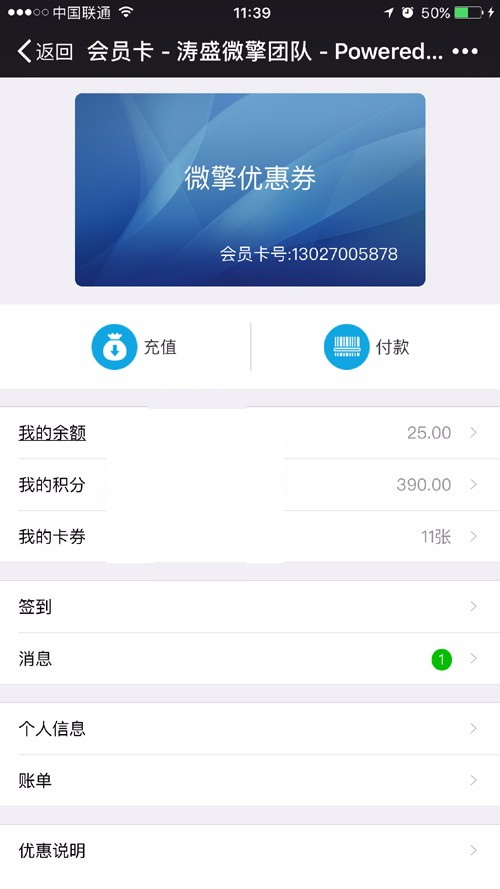 中国联通 11:39 50%
返回 会员卡 - 涛盛微擎团队 - Powered...
微擎优惠券
会员卡号:13027005878
充值 付款
我的余额 25.00
我的积分 390.00
我的卡券 11张
签到
消息 1
个人信息
账单
优惠说明